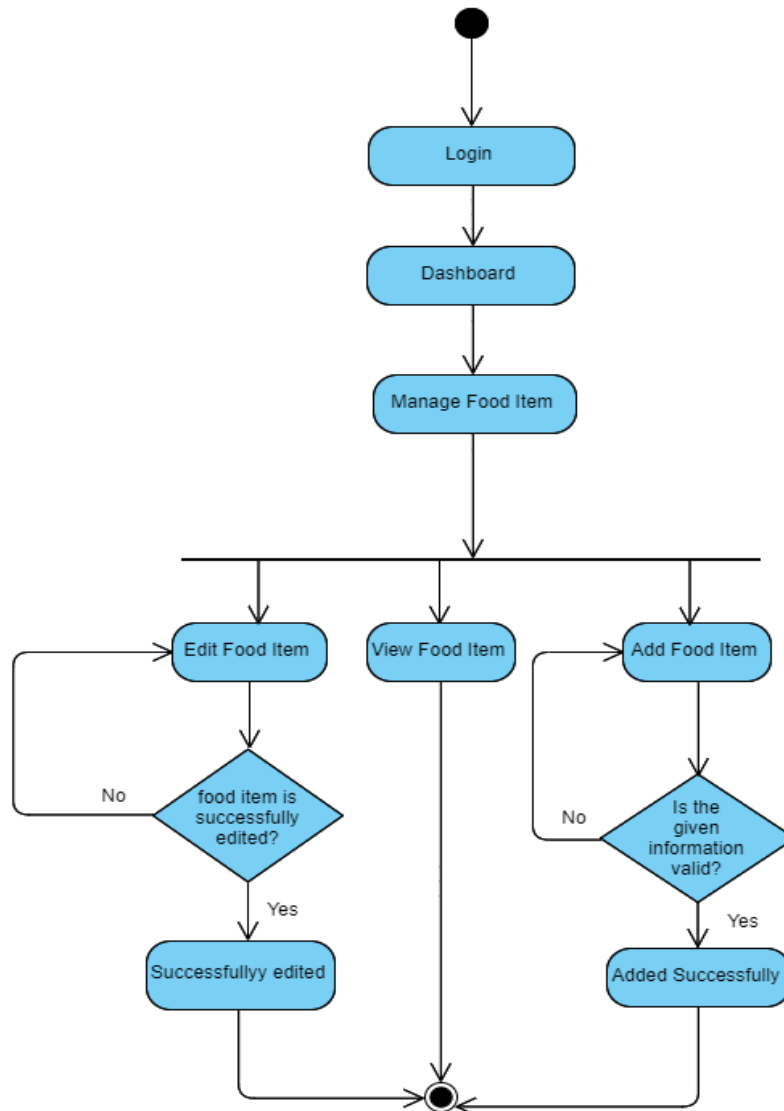 Login
Dashboard
Manage Food Item
Edit Food Item
View Food Item
Add Food Item
No
food item is
successfully
edited?
No
Is the
given
information
valid?
Yes
Yes
Successfullyy edited
Added Successfully